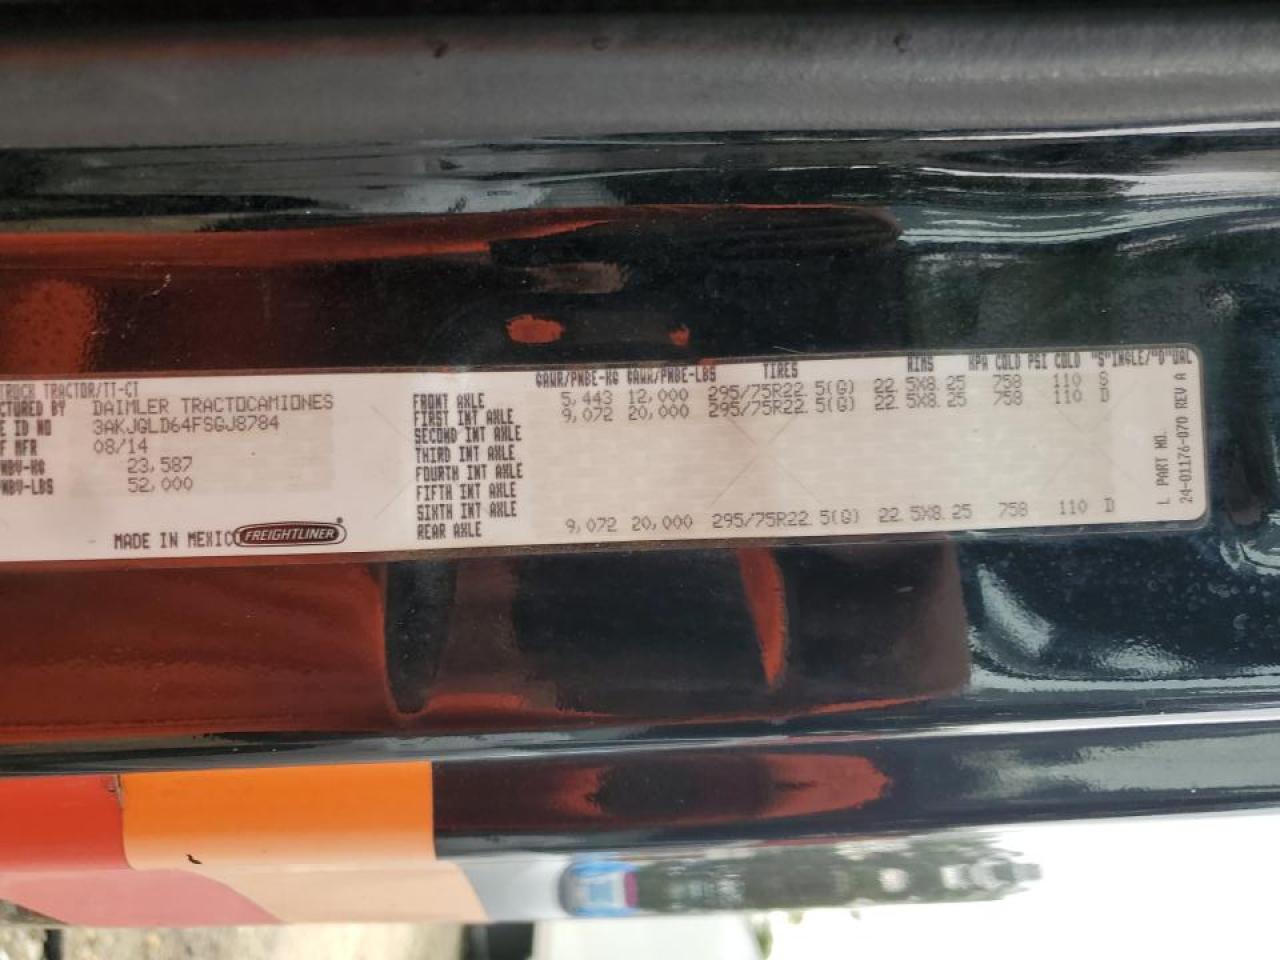 TRUCK TRACTOR/TT-CT
CTURED BY DAIMLER TRACTOCAMIONES
E ID NO 3AKJGLD64FSGJ8784
F MFR 08/14
NBV-KG 23,587
NBV-LBS 52,000
MADE IN MEXICO FREIGHTLINER®
GAWR/PNBE-KG GAWR/PNBE-LBS TIRES RIMS KPA COLD PSI COLD "S"INGLE/"D"UAL
FRONT AXLE 5,443 12,000 295/75R22.5(G) 22.5X8.25 758 110 S
FIRST INT AXLE 9,072 20,000 295/75R22.5(G) 22.5X8.25 758 110 D
SECOND INT AXLE
THIRD INT AXLE
FOURTH INT AXLE
FIFTH INT AXLE
SIXTH INT AXLE
REAR AXLE 9,072 20,000 295/75R22.5(G) 22.5X8.25 758 110 D
L PART NO.
24-01176-070 REV A